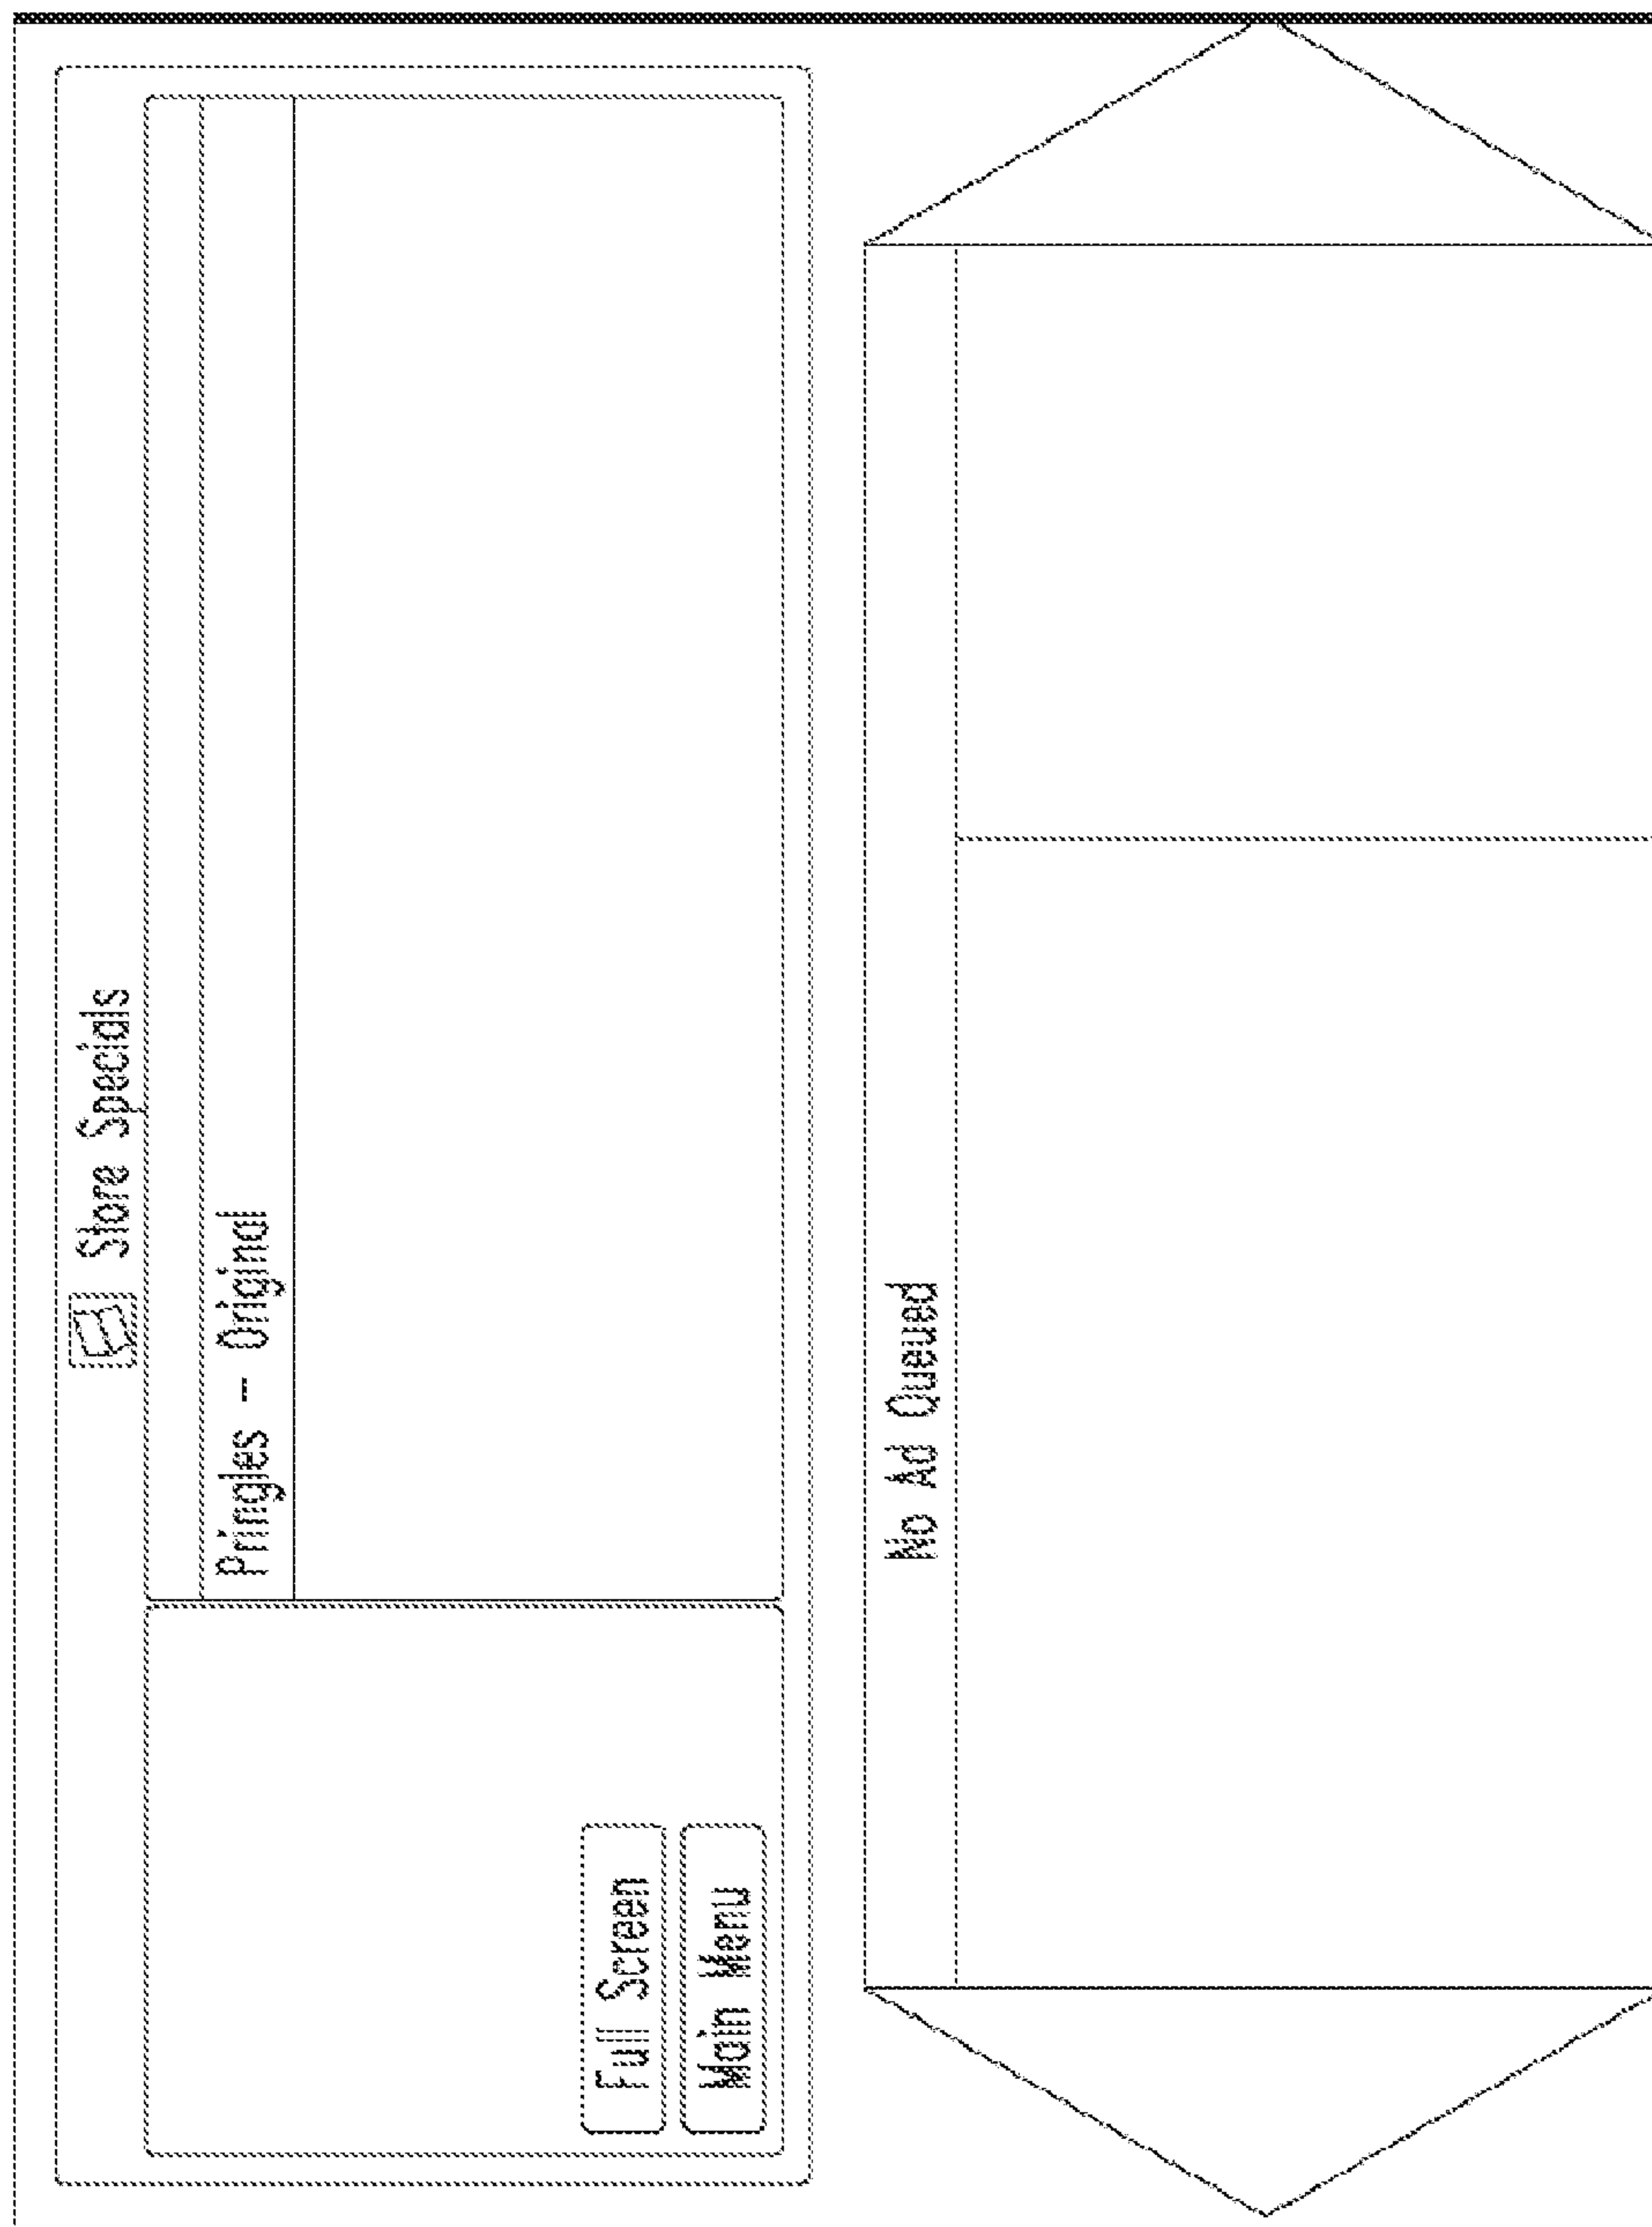 Store Specials
Pringles - Original
Full Screen
Main Menu
No Ad Queued